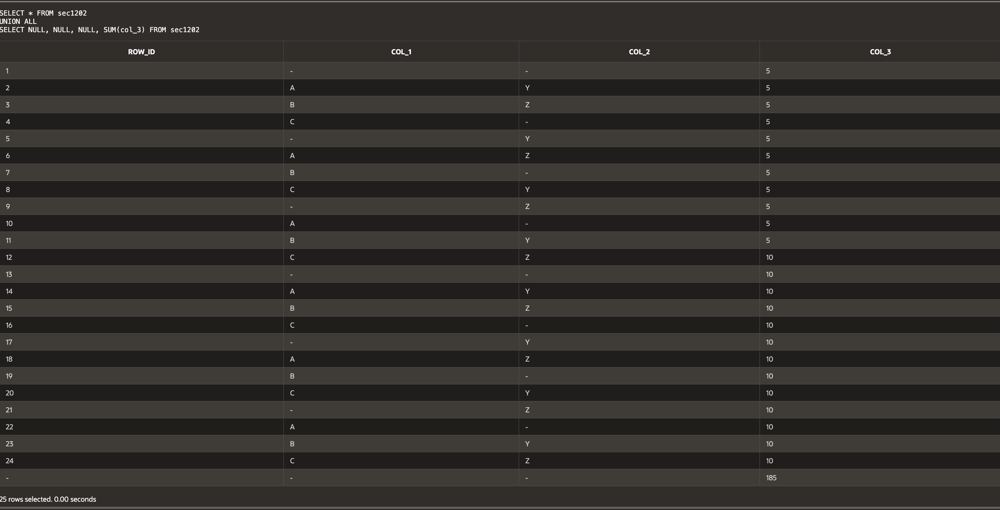 SELECT * FROM sec1202
UNION ALL
SELECT NULL, NULL, NULL, SUM(col_3) FROM sec1202
ROW_ID COL_1 COL_2 COL_3
1 - - 5
2 A Y 5
3 B Z 5
4 C - 5
5 - Y 5
6 A Z 5
7 B - 5
8 C Y 5
9 - Z 5
10 A - 5
11 B Y 5
12 C Z 10
13 - - 10
14 A Y 10
15 B Z 10
16 C - 10
17 - Y 10
18 A Z 10
19 B - 10
20 C Y 10
21 - Z 10
22 A - 10
23 B Y 10
24 C Z 10
- - - 185
25 rows selected. 0.00 seconds